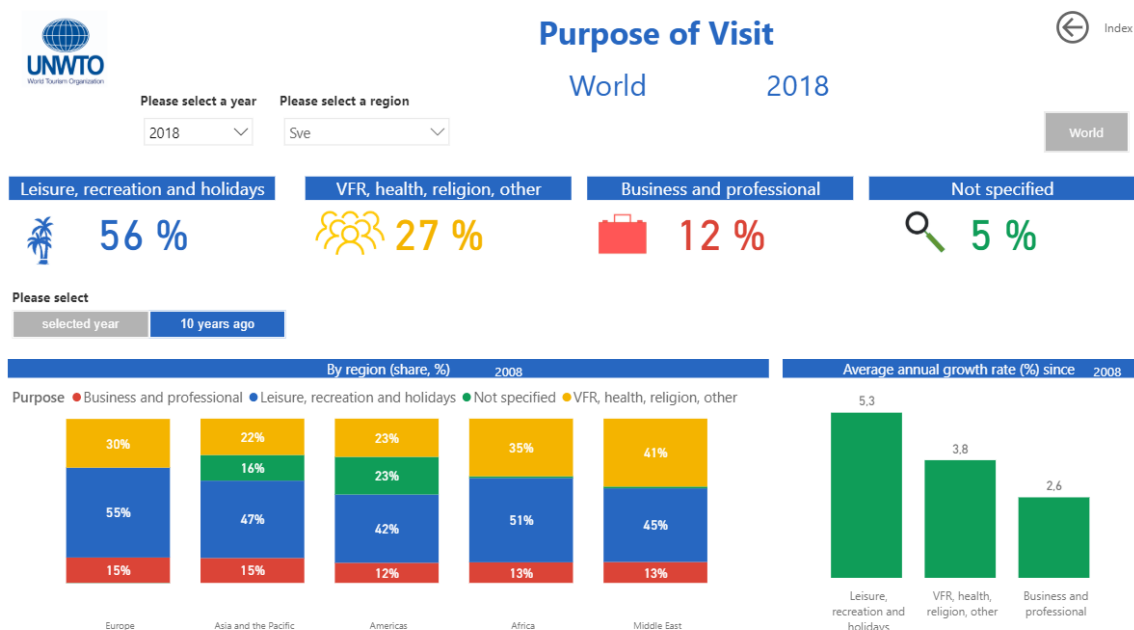 UNWTO
World Tourism Organization
Purpose of Visit
Index
World 2018
Please select a year Please select a region
2018 Sve
World
Leisure, recreation and holidays VFR, health, religion, other Business and professional Not specified
56 % 27 % 12 % 5 %
Please select
selected year 10 years ago
By region (share, %) 2008
Purpose Business and professional Leisure, recreation and holidays Not specified VFR, health, religion, other
30% 22% 23% 35% 41%
16% 23%
55% 47% 42% 51% 45%
15% 15% 12% 13% 13%
Europe Asia and the Pacific Americas Africa Middle East
Average annual growth rate (%) since 2008
5,3
3,8
2,6
Leisure, recreation and holidays
VFR, health, religion, other
Business and professional